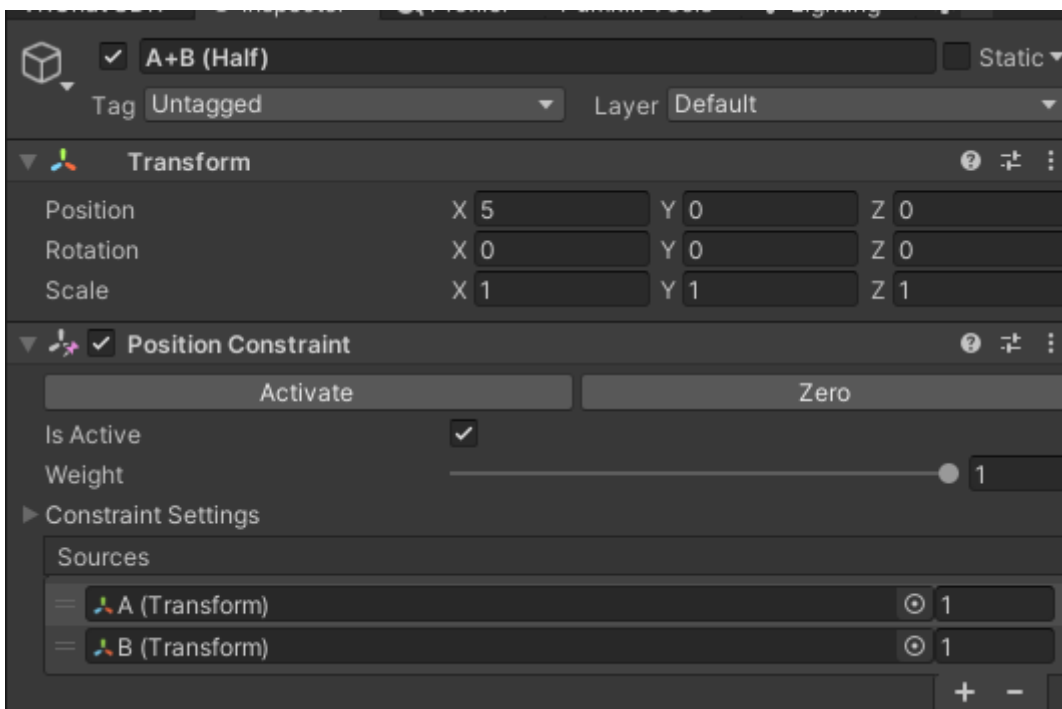 A+B (Half)
Static
Tag Untagged Layer Default
Transform
Position X 5 Y 0 Z 0
Rotation X 0 Y 0 Z 0
Scale X 1 Y 1 Z 1
Position Constraint
Activate Zero
Is Active
Weight 1
Constraint Settings
Sources
A (Transform) 1
B (Transform) 1